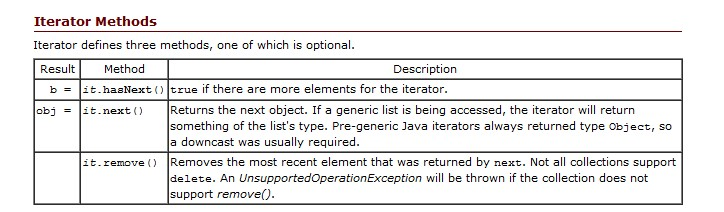 Iterator Methods
Iterator defines three methods, one of which is optional.
Result Method Description
b = it.hasNext() true if there are more elements for the iterator.
obj = it.next() Returns the next object. If a generic list is being accessed, the iterator will return
something of the list's type. Pre-generic Java iterators always returned type Object, so
a downcast was usually required.
it.remove() Removes the most recent element that was returned by next. Not all collections support
delete. An UnsupportedOperationException will be thrown if the collection does not
support remove().